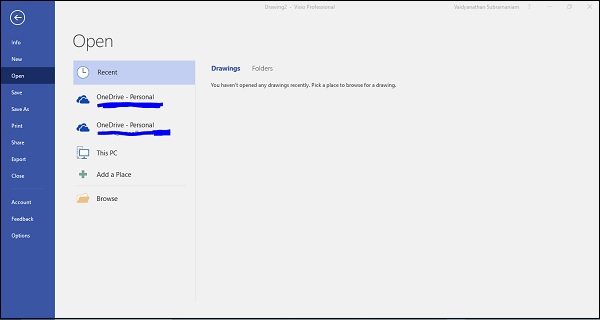 Drawing2 - Visio Professional
Vaidyanathan Subramaniam
?
Info
New
Open
Save
Save As
Print
Share
Export
Close
Account
Feedback
Options
Open
Recent
OneDrive - Personal
OneDrive - Personal
This PC
Add a Place
Browse
Drawings Folders
You haven't opened any drawings recently. Pick a place to browse for a drawing.